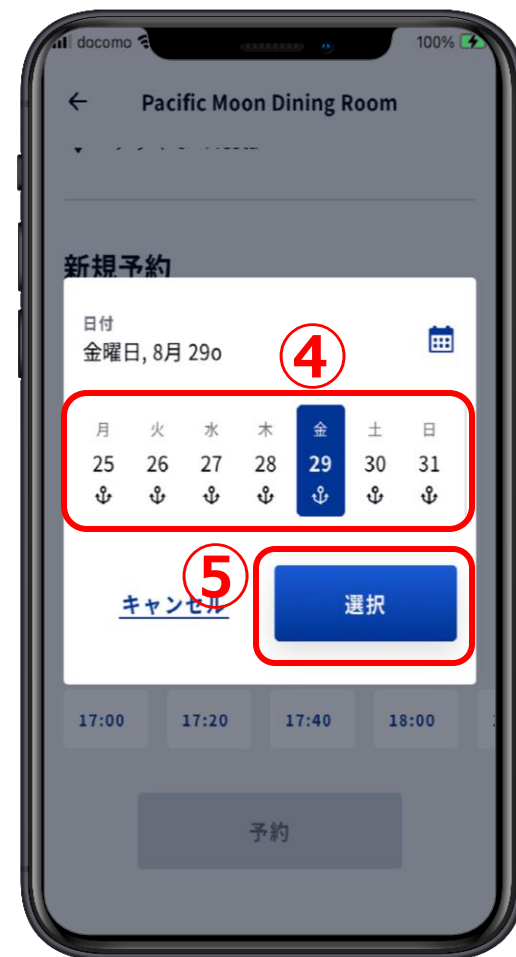 docomo 100%
Pacific Moon Dining Room
新規予約
日付
金曜日, 8月 29o
④
月 火 水 木 金 土 日
25 26 27 28 29 30 31
⑤
キャンセル 選択
17:00 17:20 17:40 18:00
予約